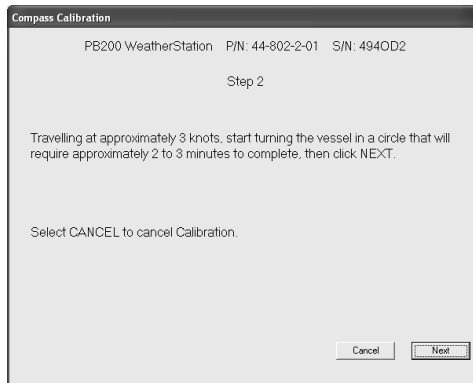 Compass Calibration
PB200 WeatherStation P/N: 44-802-2-01 S/N: 494OD2
Step 2
Travelling at approximately 3 knots, start turning the vessel in a circle that will
require approximately 2 to 3 minutes to complete, then click NEXT.
Select CANCEL to cancel Calibration.
Cancel Next